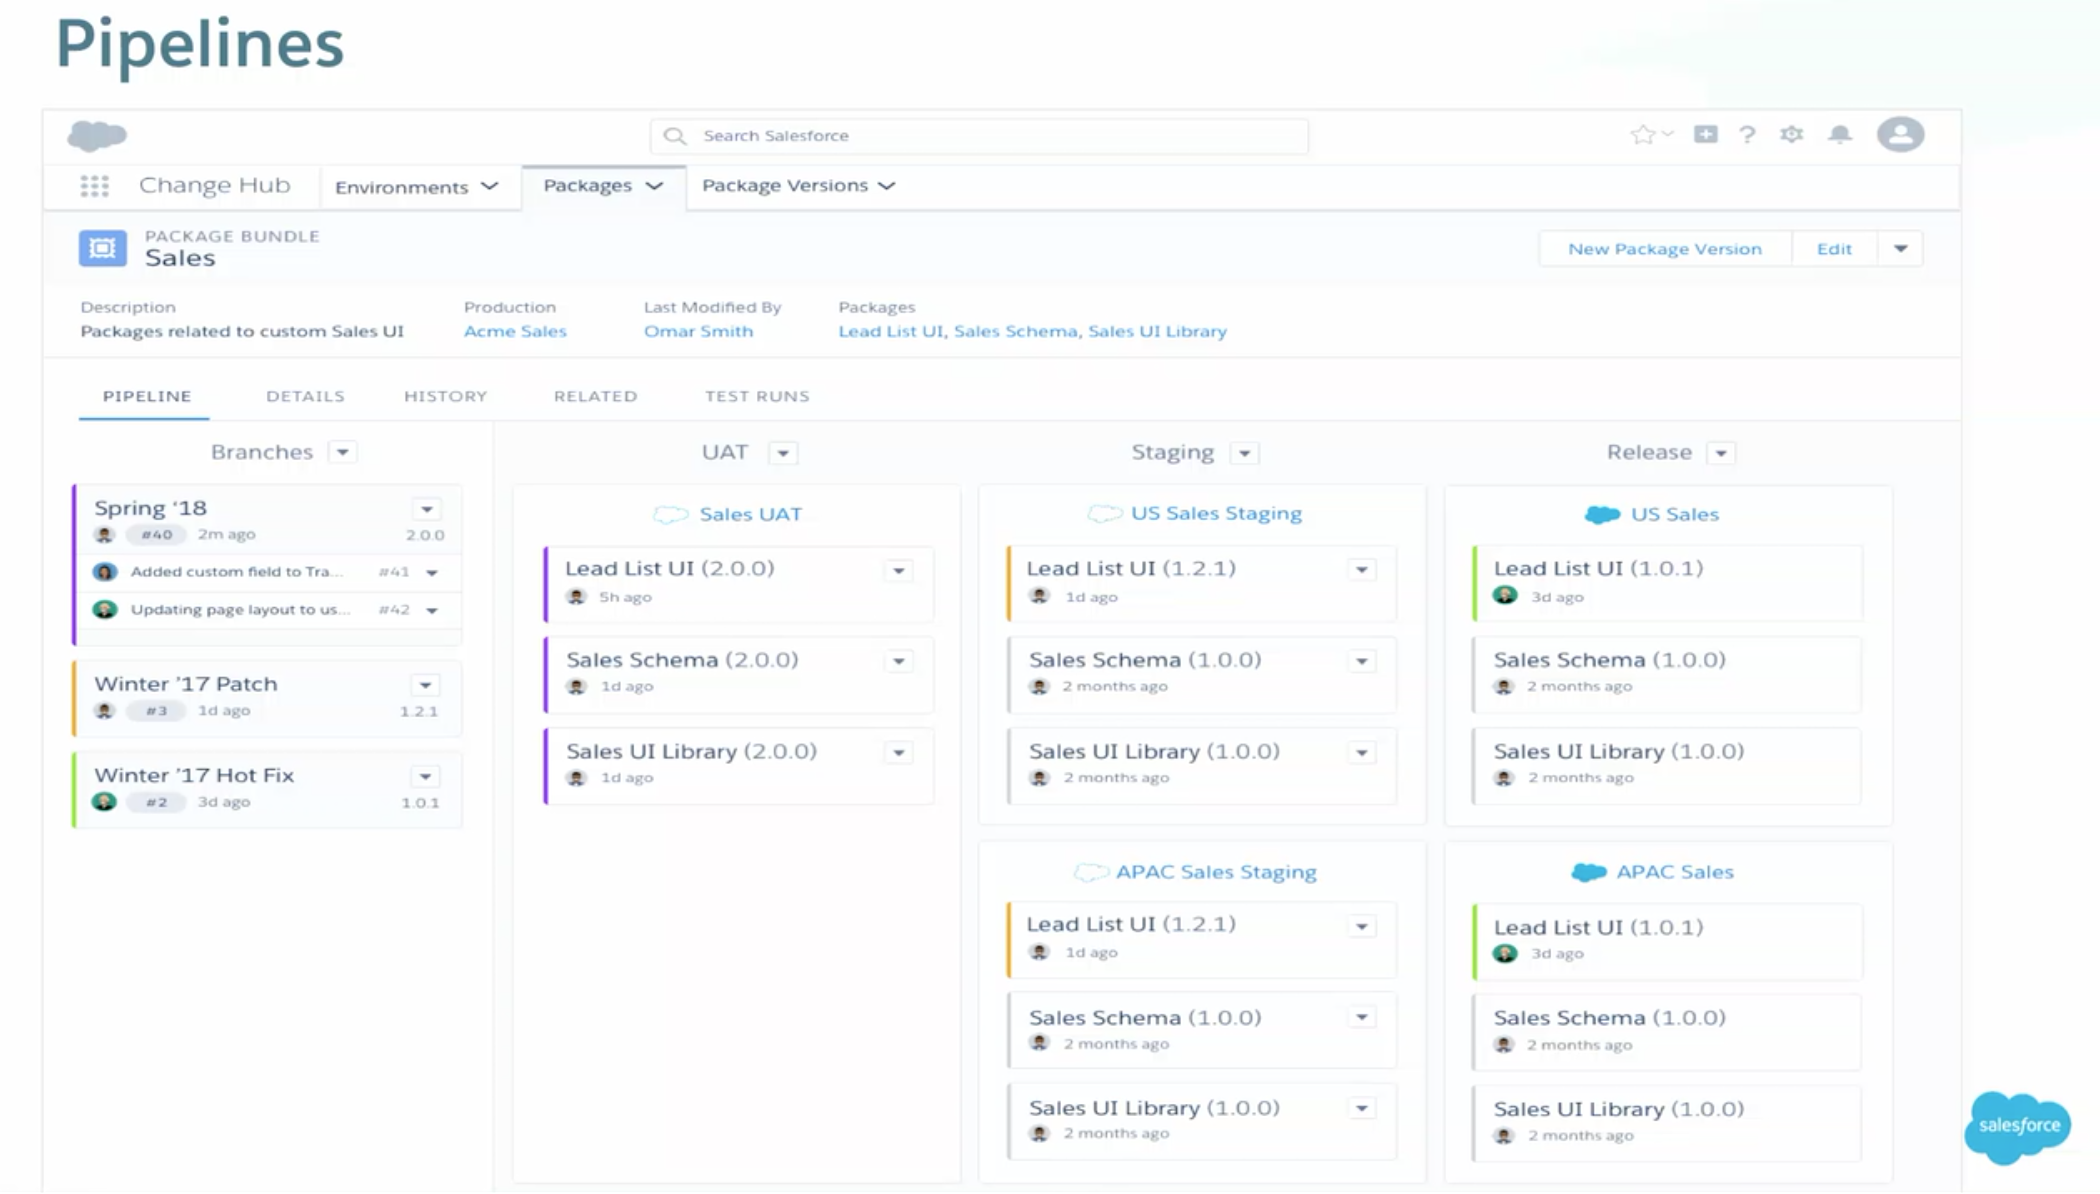 Pipelines
Search Salesforce
Change Hub
Environments
Packages
Package Versions
PACKAGE BUNDLE
Sales
New Package Version
Edit
Description
Production
Last Modified By
Packages
Packages related to custom Sales UI
Acme Sales
Omar Smith
Lead List UI, Sales Schema, Sales UI Library
PIPELINE
DETAILS
HISTORY
RELATED
TEST RUNS
Branches
Spring '18
#40 2m ago 2.0.0
Added custom field to Tra... #41
Updating page layout to us... #42
Winter '17 Patch
#3 1d ago 1.2.1
Winter '17 Hot Fix
#2 3d ago 1.0.1
UAT
Sales UAT
Lead List UI (2.0.0)
5h ago
Sales Schema (2.0.0)
1d ago
Sales UI Library (2.0.0)
1d ago
Staging
US Sales Staging
Lead List UI (1.2.1)
1d ago
Sales Schema (1.0.0)
2 months ago
Sales UI Library (1.0.0)
2 months ago
APAC Sales Staging
Lead List UI (1.2.1)
1d ago
Sales Schema (1.0.0)
2 months ago
Sales UI Library (1.0.0)
2 months ago
Release
US Sales
Lead List UI (1.0.1)
3d ago
Sales Schema (1.0.0)
2 months ago
Sales UI Library (1.0.0)
2 months ago
APAC Sales
Lead List UI (1.0.1)
3d ago
Sales Schema (1.0.0)
2 months ago
Sales UI Library (1.0.0)
2 months ago
salesforce